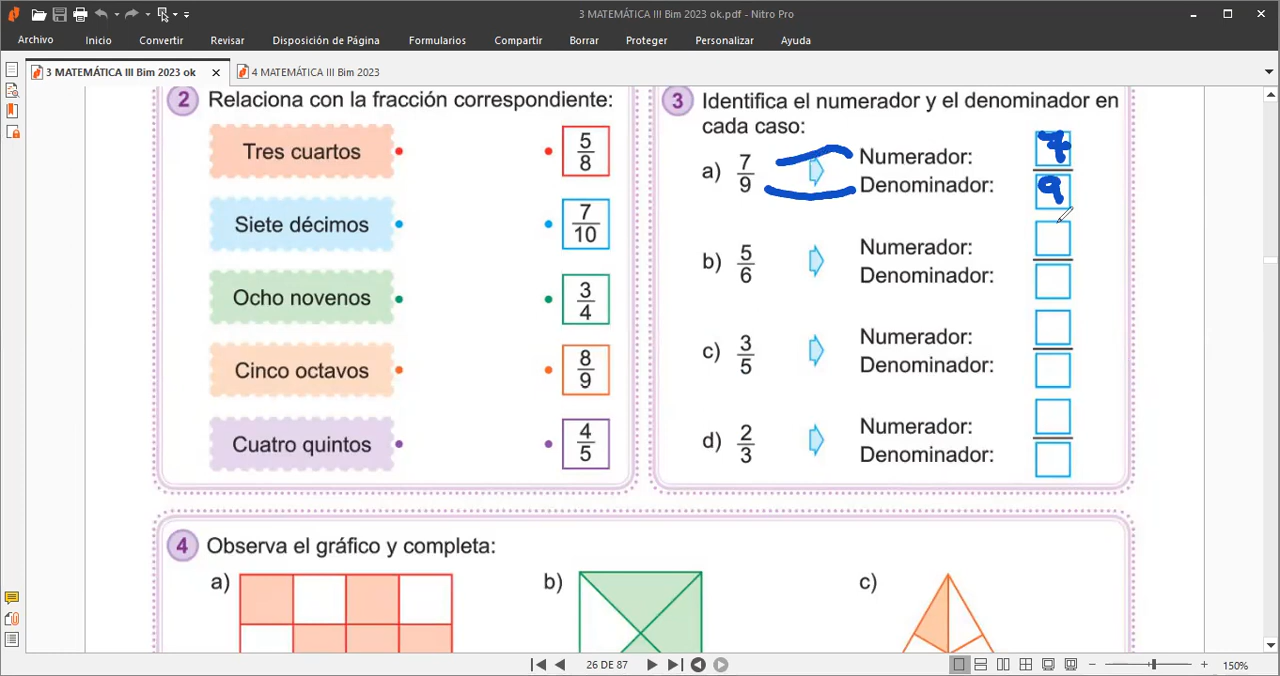 3 MATEMÁTICA III Bim 2023 ok.pdf - Nitro Pro
Archivo Inicio Convertir Revisar Disposición de Página Formularios Compartir Borrar Proteger Personalizar Ayuda
3 MATEMÁTICA III Bim 2023 ok × 4 MATEMÁTICA III Bim 2023
2 Relaciona con la fracción correspondiente:
Tres cuartos 5/8
Siete décimos 7/10
Ocho novenos 3/4
Cinco octavos 8/9
Cuatro quintos 4/5
3 Identifica el numerador y el denominador en
cada caso:
a) 7/9 Numerador: 7
Denominador: 9
b) 5/6 Numerador:
Denominador:
c) 3/5 Numerador:
Denominador:
d) 2/3 Numerador:
Denominador:
4 Observa el gráfico y completa:
a) b) c)
26 DE 87 150%